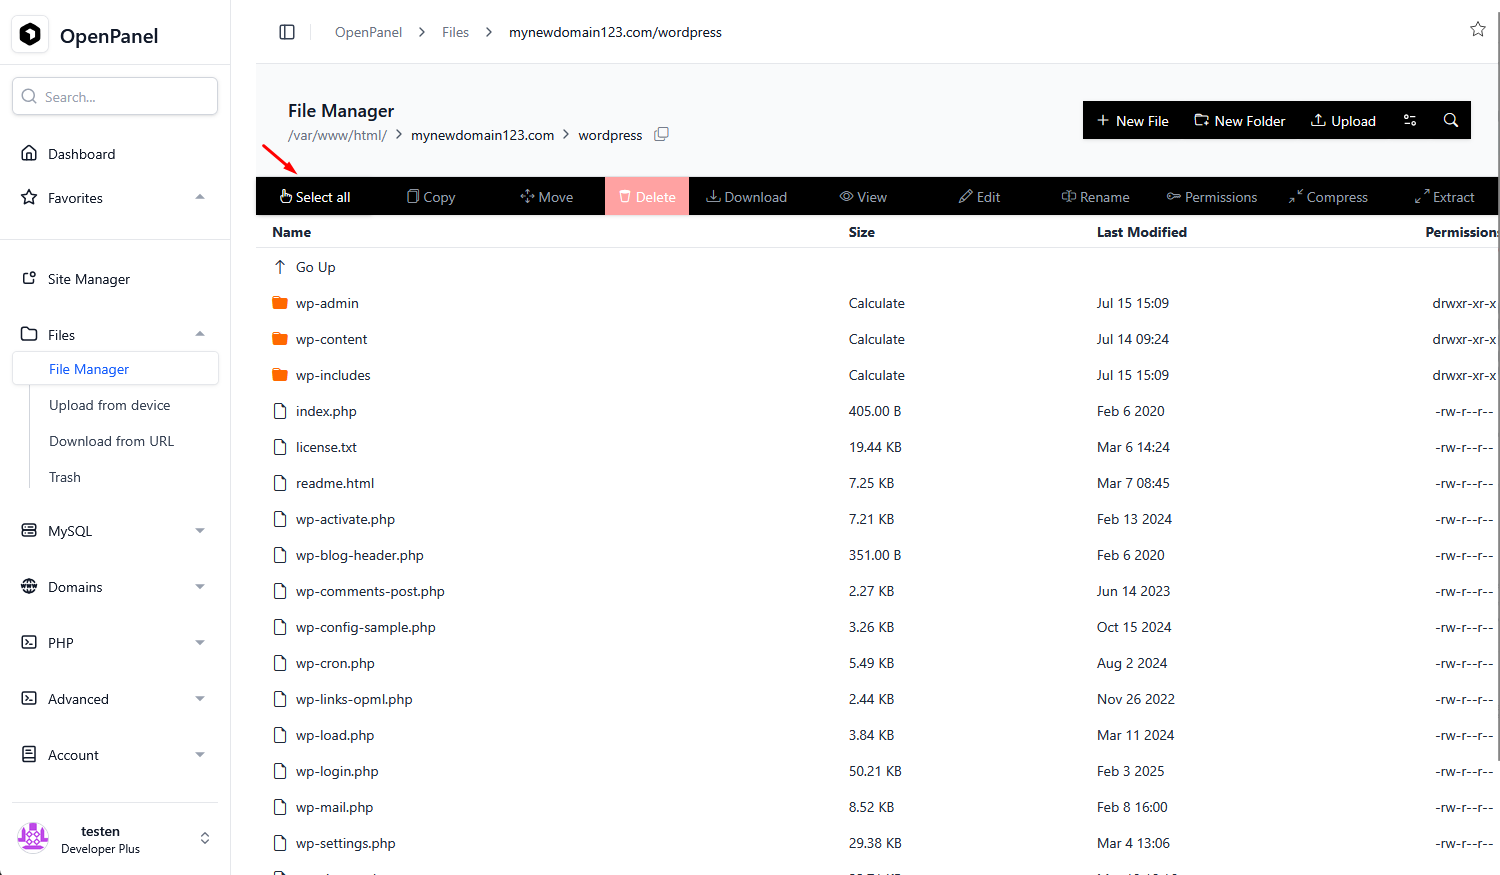 OpenPanel
Search...
Dashboard
Favorites
Site Manager
Files
File Manager
Upload from device
Download from URL
Trash
MySQL
Domains
PHP
Advanced
Account
testen
Developer Plus
OpenPanel > Files > mynewdomain123.com/wordpress
File Manager
/var/www/html/ > mynewdomain123.com > wordpress
New File New Folder Upload
Select all Copy Move Delete Download View Edit Rename Permissions Compress Extract
Name Size Last Modified Permissions
Go Up
wp-admin Calculate Jul 15 15:09 drwxr-xr-x
wp-content Calculate Jul 14 09:24 drwxr-xr-x
wp-includes Calculate Jul 15 15:09 drwxr-xr-x
index.php 405.00 B Feb 6 2020 -rw-r--r--
license.txt 19.44 KB Mar 6 14:24 -rw-r--r--
readme.html 7.25 KB Mar 7 08:45 -rw-r--r--
wp-activate.php 7.21 KB Feb 13 2024 -rw-r--r--
wp-blog-header.php 351.00 B Feb 6 2020 -rw-r--r--
wp-comments-post.php 2.27 KB Jun 14 2023 -rw-r--r--
wp-config-sample.php 3.26 KB Oct 15 2024 -rw-r--r--
wp-cron.php 5.49 KB Aug 2 2024 -rw-r--r--
wp-links-opml.php 2.44 KB Nov 26 2022 -rw-r--r--
wp-load.php 3.84 KB Mar 11 2024 -rw-r--r--
wp-login.php 50.21 KB Feb 3 2025 -rw-r--r--
wp-mail.php 8.52 KB Feb 8 16:00 -rw-r--r--
wp-settings.php 29.38 KB Mar 4 13:06 -rw-r--r--